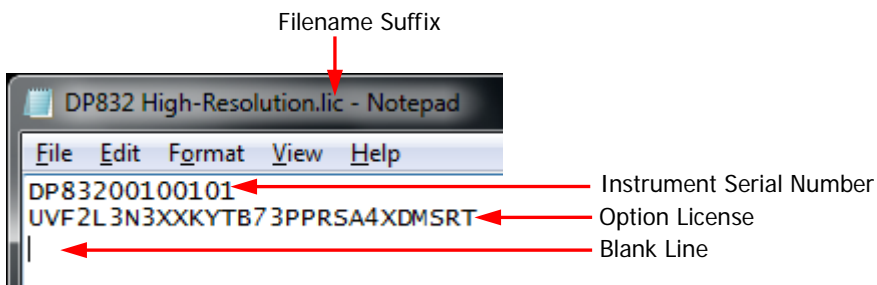 Filename Suffix
DP832 High-Resolution.lic - Notepad
File Edit Format View Help
DP83200100101
Instrument Serial Number
UVF2L3N3XXKYTB73PPRSA4XDMSRT
Option License
Blank Line